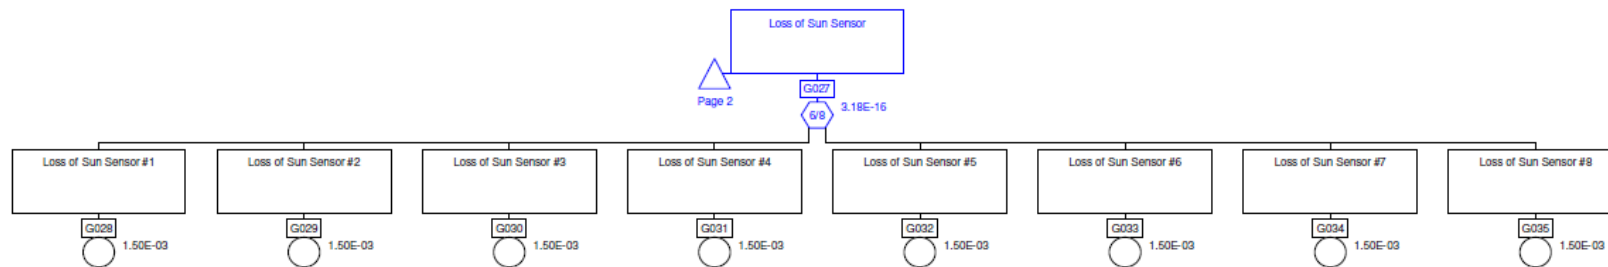 Loss of Sun Sensor
Page 2
G027
6/8
3.18E-16
Loss of Sun Sensor #1
Loss of Sun Sensor #2
Loss of Sun Sensor #3
Loss of Sun Sensor #4
Loss of Sun Sensor #5
Loss of Sun Sensor #6
Loss of Sun Sensor #7
Loss of Sun Sensor #8
G028
1.50E-03
G029
1.50E-03
G030
1.50E-03
G031
1.50E-03
G032
1.50E-03
G033
1.50E-03
G034
1.50E-03
G035
1.50E-03